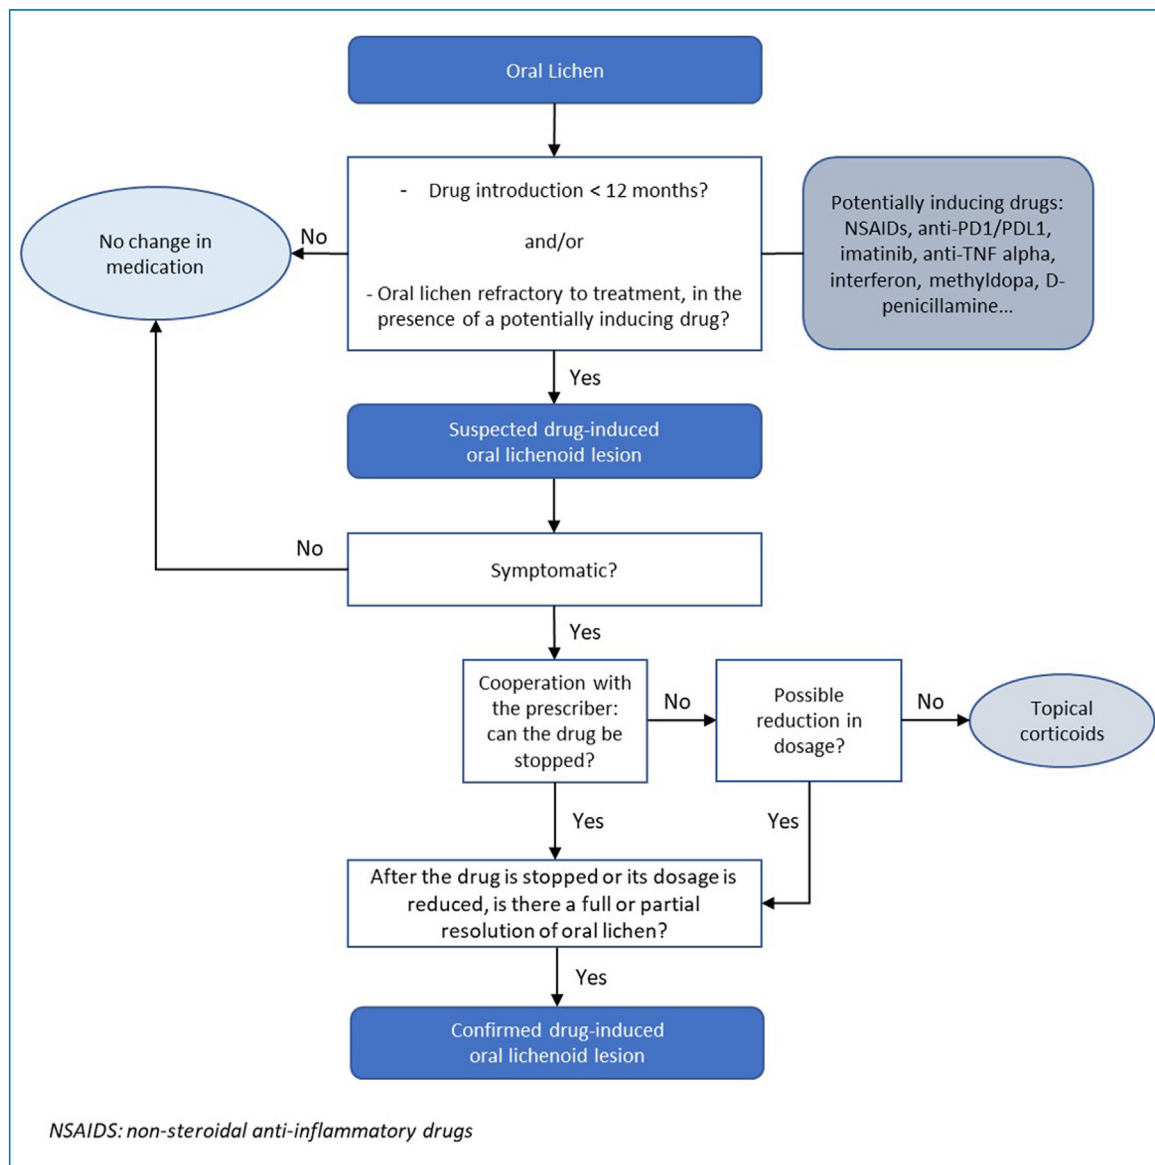 Oral Lichen
- Drug introduction < 12 months?
and/or
- Oral lichen refractory to treatment, in the
presence of a potentially inducing drug?
Potentially inducing drugs:
NSAIDs, anti-PD1/PDL1,
imatinib, anti-TNF alpha,
interferon, methyldopa, D-
penicillamine...
No
No change in
medication
Yes
Suspected drug-induced
oral lichenoid lesion
No
Symptomatic?
Yes
Cooperation with
the prescriber:
can the drug be
stopped?
No
Possible
reduction in
dosage?
No
Topical
corticoids
Yes
Yes
After the drug is stopped or its dosage is
reduced, is there a full or partial
resolution of oral lichen?
Yes
Confirmed drug-induced
oral lichenoid lesion
NSAIDS: non-steroidal anti-inflammatory drugs